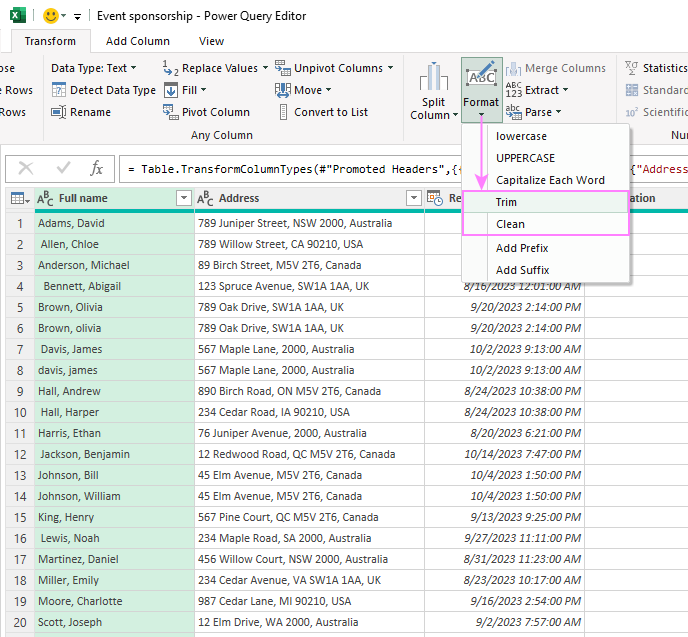 Event sponsorship - Power Query Editor
Transform Add Column View
ose Data Type: Text Replace Values Unpivot Columns Split Column Format Merge Columns Statistics
Rows Detect Data Type Fill Move ABC 123 Extract Standard
Rows Rename Pivot Column Convert to List abc Parse Scientific
Any Column Nu
fx = Table.TransformColumnTypes(#"Promoted Headers",{{ {"Address
lowercase
UPPERCASE
Capitalize Each Word
Trim
Clean
Add Prefix
Add Suffix
ABC Full name ABC Address Re ation
1 Adams, David 789 Juniper Street, NSW 2000, Australia
2 Allen, Chloe 789 Willow Street, CA 90210, USA
3 Anderson, Michael 89 Birch Street, M5V 2T6, Canada
4 Bennett, Abigail 123 Spruce Avenue, SW1A 1AA, UK 8/16/2023 12:01:00 AM
5 Brown, Olivia 789 Oak Drive, SW1A 1AA, UK 9/20/2023 2:14:00 PM
6 Brown, olivia 789 Oak Drive, SW1A 1AA, UK 9/20/2023 2:14:00 PM
7 Davis, James 567 Maple Lane, 2000, Australia 10/2/2023 9:13:00 AM
8 davis, james 567 Maple Lane, 2000, Australia 10/2/2023 9:13:00 AM
9 Hall, Andrew 890 Birch Road, ON M5V 2T6, Canada 8/24/2023 10:38:00 PM
10 Hall, Harper 234 Cedar Road, IA 90210, USA 8/24/2023 10:38:00 PM
11 Harris, Ethan 76 Juniper Avenue, 2000, Australia 8/20/2023 6:21:00 PM
12 Jackson, Benjamin 12 Redwood Road, QC M5V 2T6, Canada 10/14/2023 7:47:00 PM
13 Johnson, Bill 45 Elm Avenue, M5V 2T6, Canada 10/4/2023 1:50:00 PM
14 Johnson, William 45 Elm Avenue, M5V 2T6, Canada 10/4/2023 1:50:00 PM
15 King, Henry 567 Pine Court, QC M5V 2T6, Canada 9/13/2023 9:25:00 PM
16 Lewis, Noah 234 Maple Road, SA 2000, Australia 9/27/2023 11:11:00 PM
17 Martinez, Daniel 456 Willow Court, NSW 2000, Australia 8/31/2023 11:23:00 AM
18 Miller, Emily 234 Cedar Avenue, VA SW1A 1AA, UK 8/23/2023 10:17:00 AM
19 Moore, Charlotte 987 Cedar Lane, MI 90210, USA 9/16/2023 2:54:00 PM
20 Scott, Joseph 12 Elm Drive, WA 2000, Australia 9/2/2023 7:57:00 AM